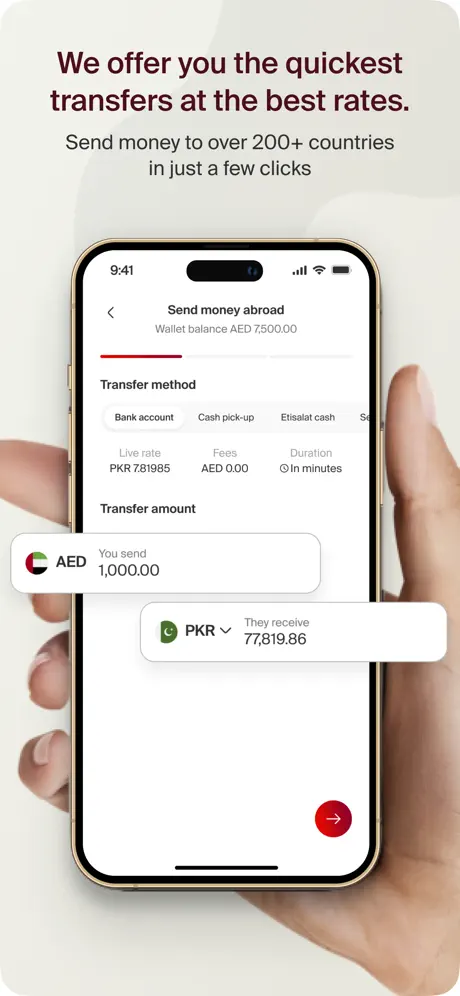 We offer you the quickest
transfers at the best rates.
Send money to over 200+ countries
in just a few clicks
9:41
Send money abroad
Wallet balance AED 7,500.00
Transfer method
Bank account Cash pick-up Etisalat cash Se
Live rate Fees Duration
PKR 7.81985 AED 0.00 In minutes
Transfer amount
AED
You send
1,000.00
PKR
They receive
77,819.86